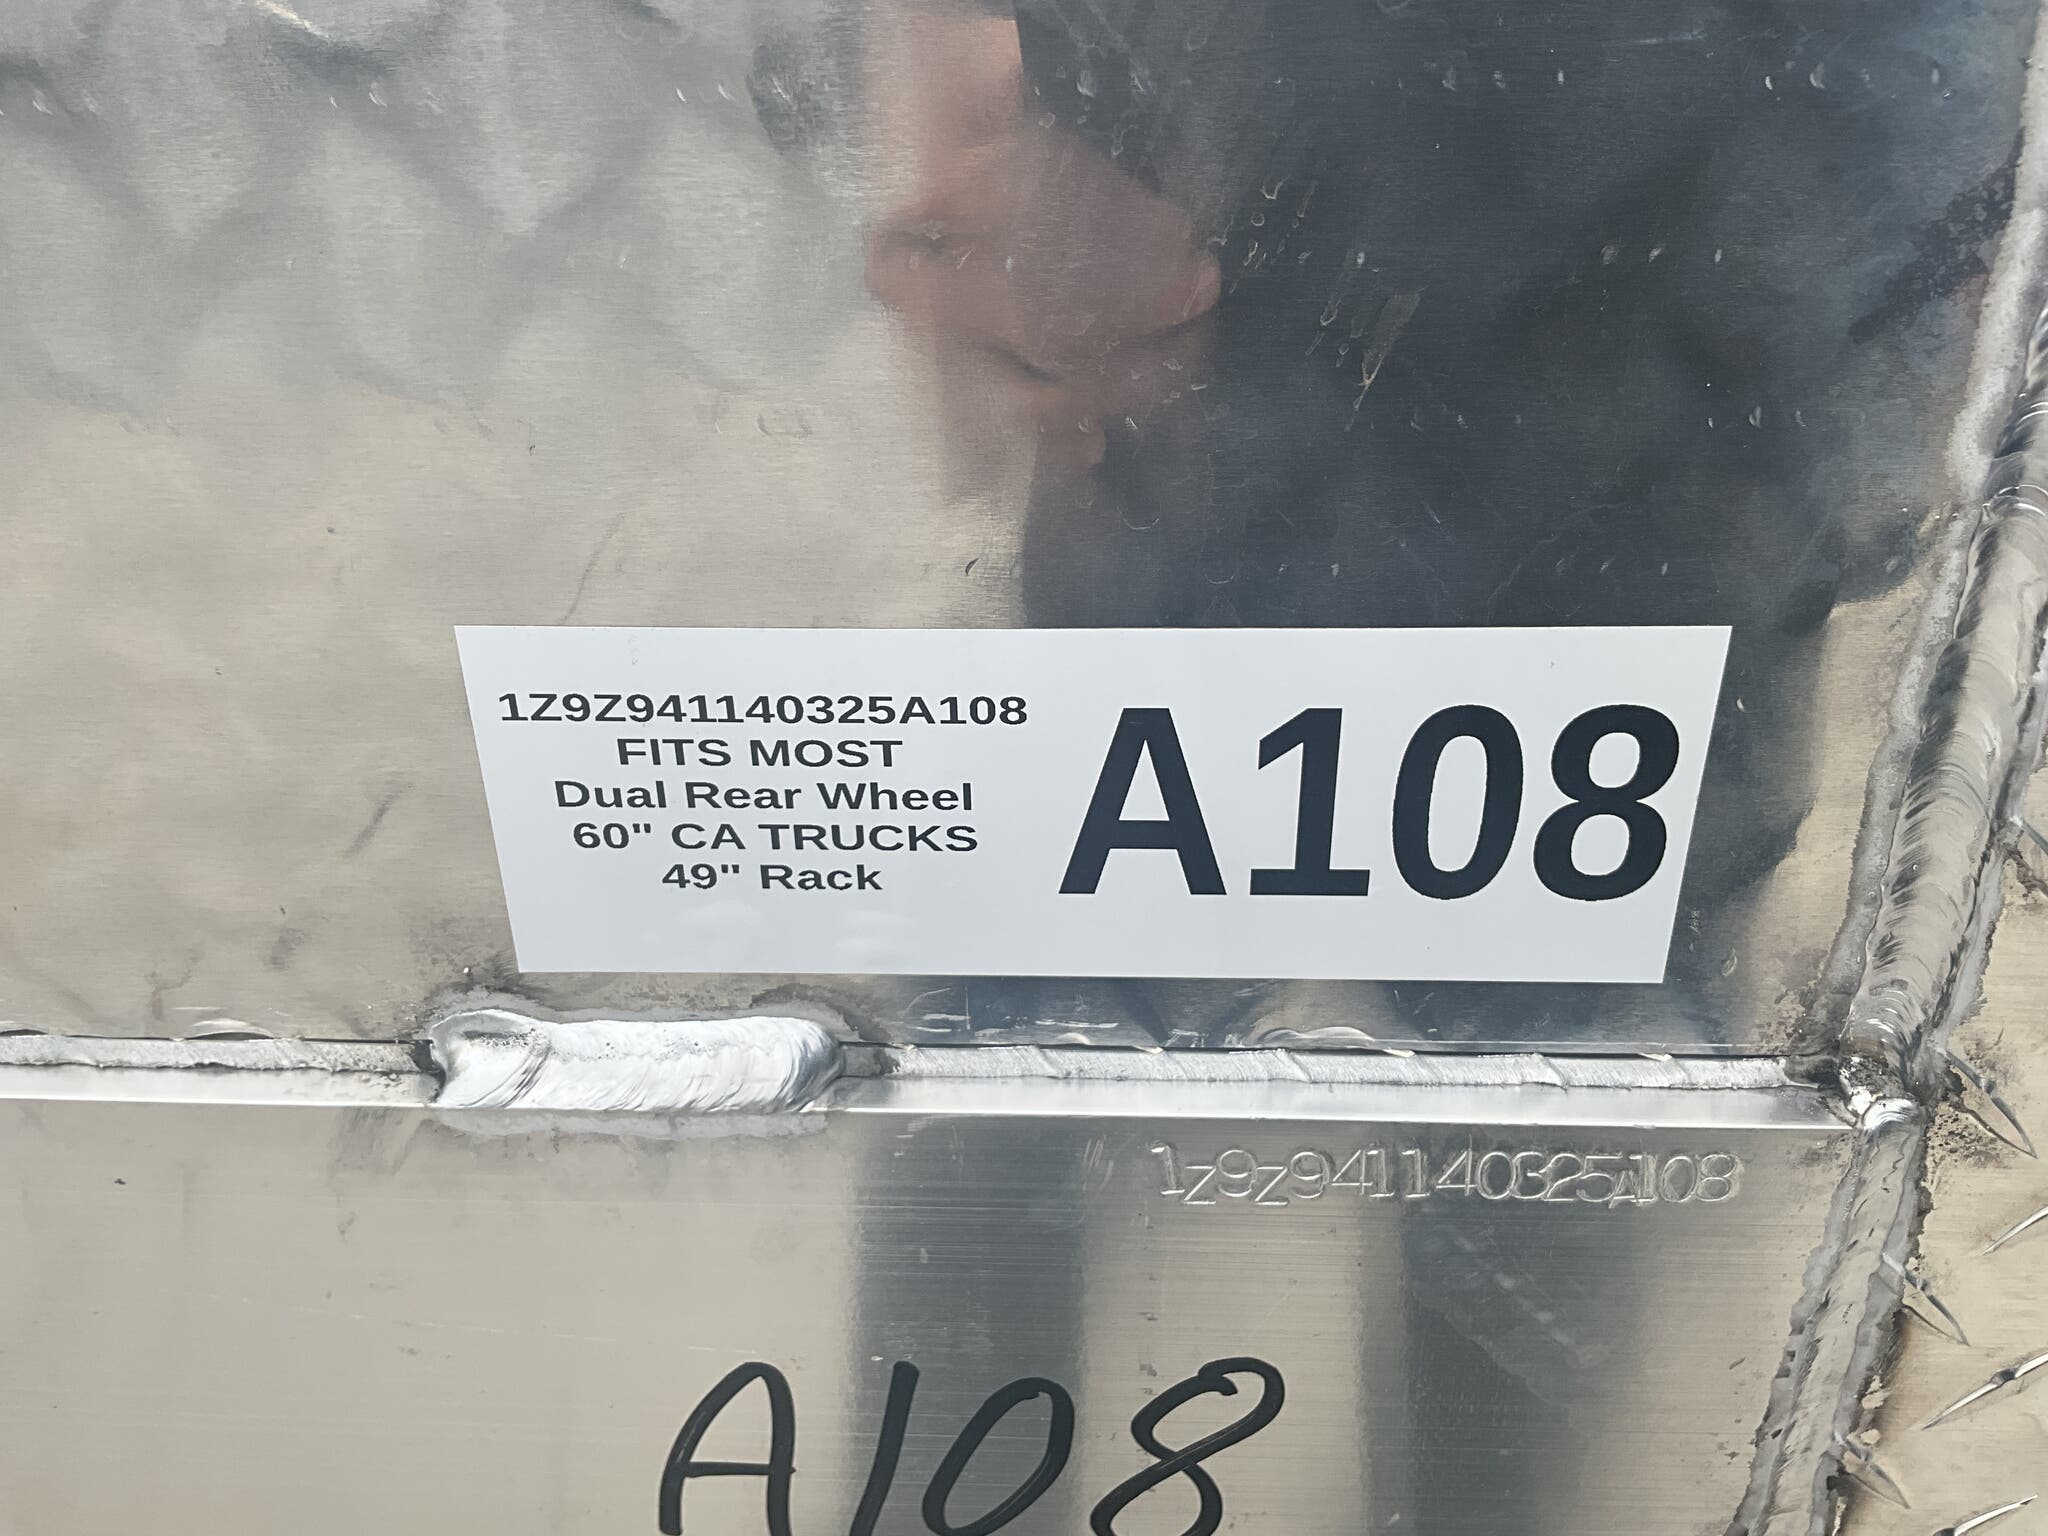 1Z9Z941140325A108
FITS MOST
Dual Rear Wheel
60" CA TRUCKS
49" Rack
A108
1Z9Z941140325A108
A108